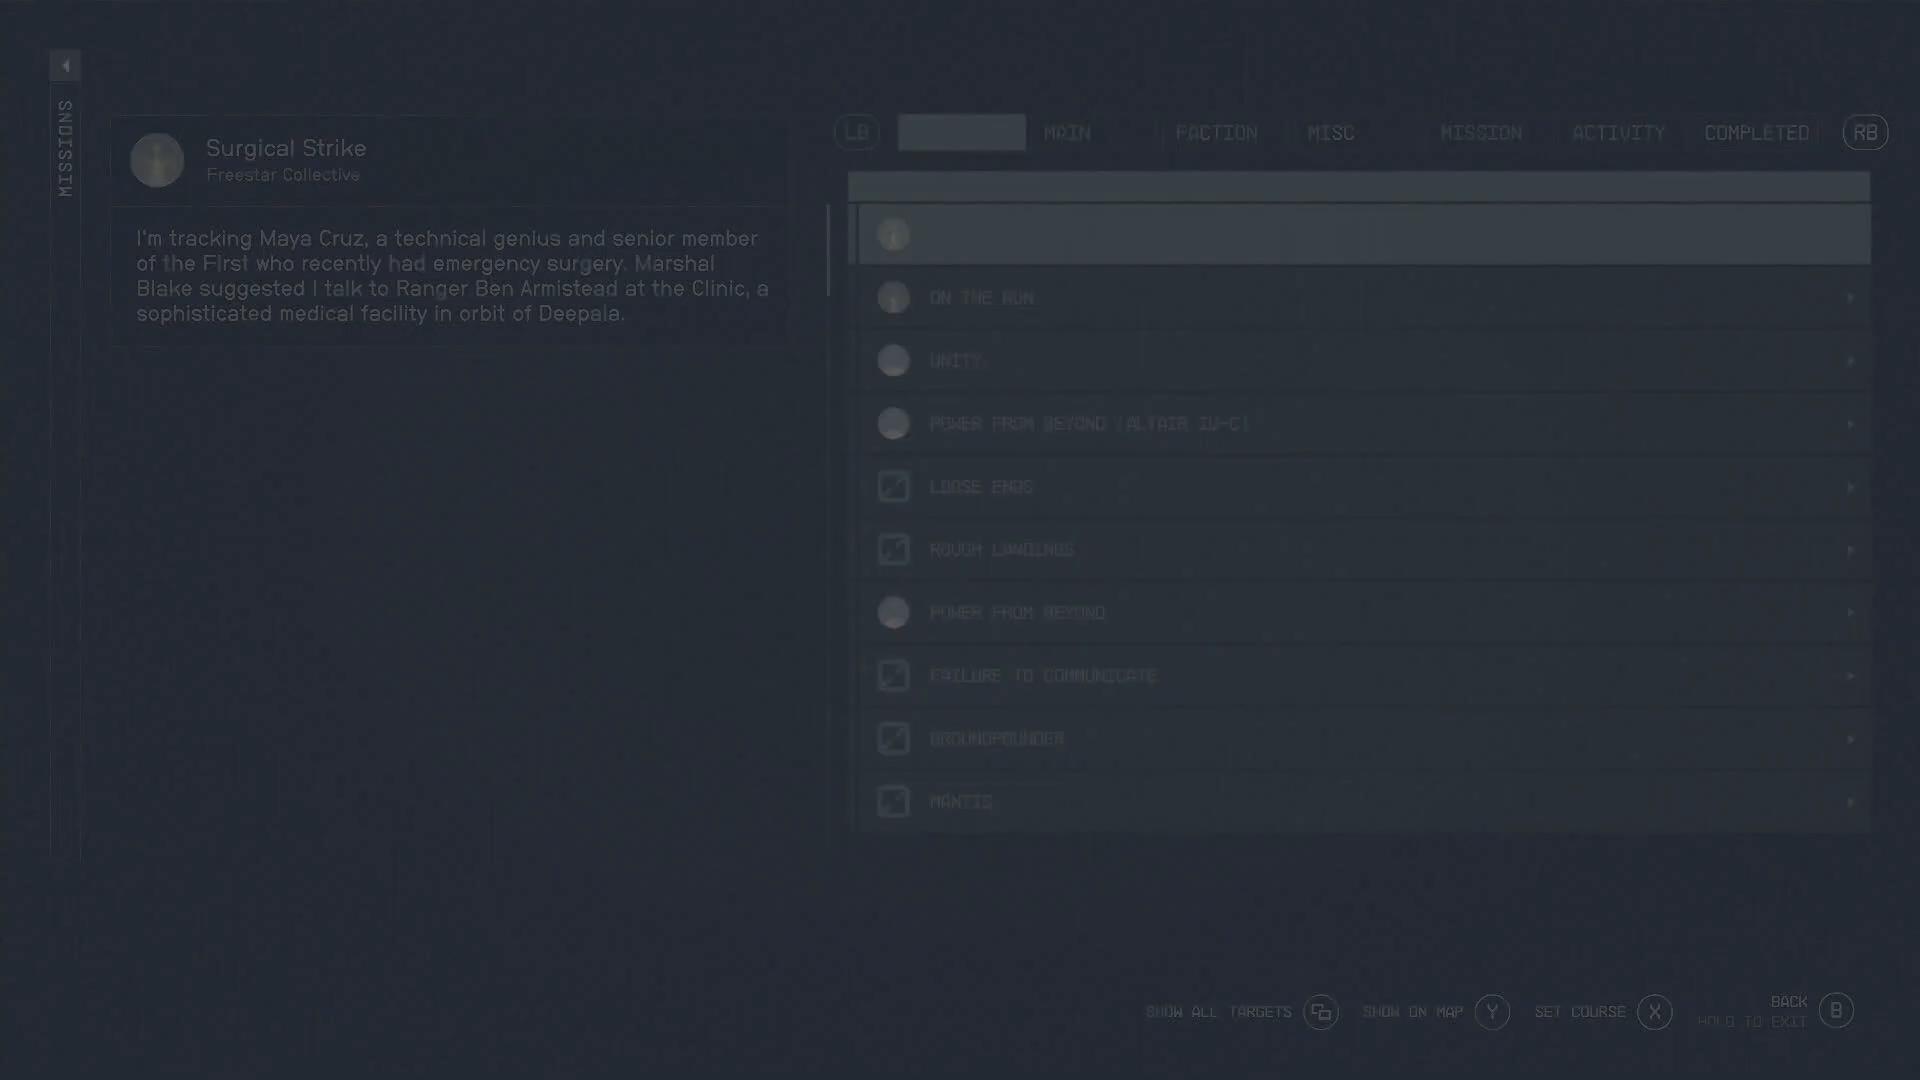 MISSIONS
Surgical Strike
Freestar Collective
I'm tracking Maya Cruz, a technical genius and senior member
of the First who recently had emergency surgery. Marshal
Blake suggested I talk to Ranger Ben Armistead at the Clinic, a
sophisticated medical facility in orbit of Deepala.
LB MAIN FACTION MISC MISSION ACTIVITY COMPLETED RB
ON THE RUN
UNITY
POWER FROM BEYOND (ALTAIR IV-C)
LOOSE ENDS
ROUGH LANDINGS
POWER FROM BEYOND
FAILURE TO COMMUNICATE
GROUNDPOUNDER
MANTIS
SHOW ALL TARGETS SHOW ON MAP Y SET COURSE X BACK B
HOLD TO EXIT